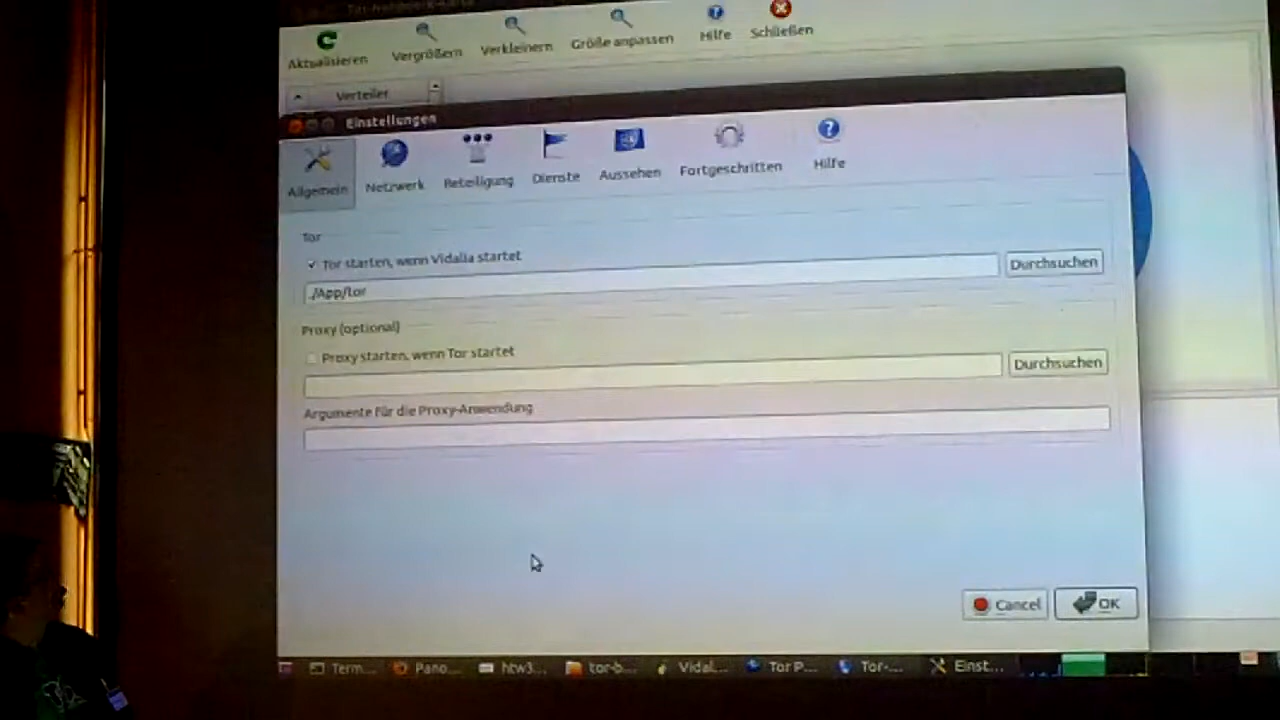 Aktualisieren Vergrößern Verkleinern Größe anpassen Hilfe Schließen
Verteiler
Einstellungen
Allgemein Netzwerk Beteiligung Dienste Aussehen Fortgeschritten Hilfe
Tor
Tor starten, wenn Vidalia startet
./App/tor Durchsuchen
Proxy (optional)
Proxy starten, wenn Tor startet
Durchsuchen
Argumente für die Proxy-Anwendung
Cancel OK
Term... Pano... htw3... tor-b... Vidal... Tor P... Tor-... Einst...